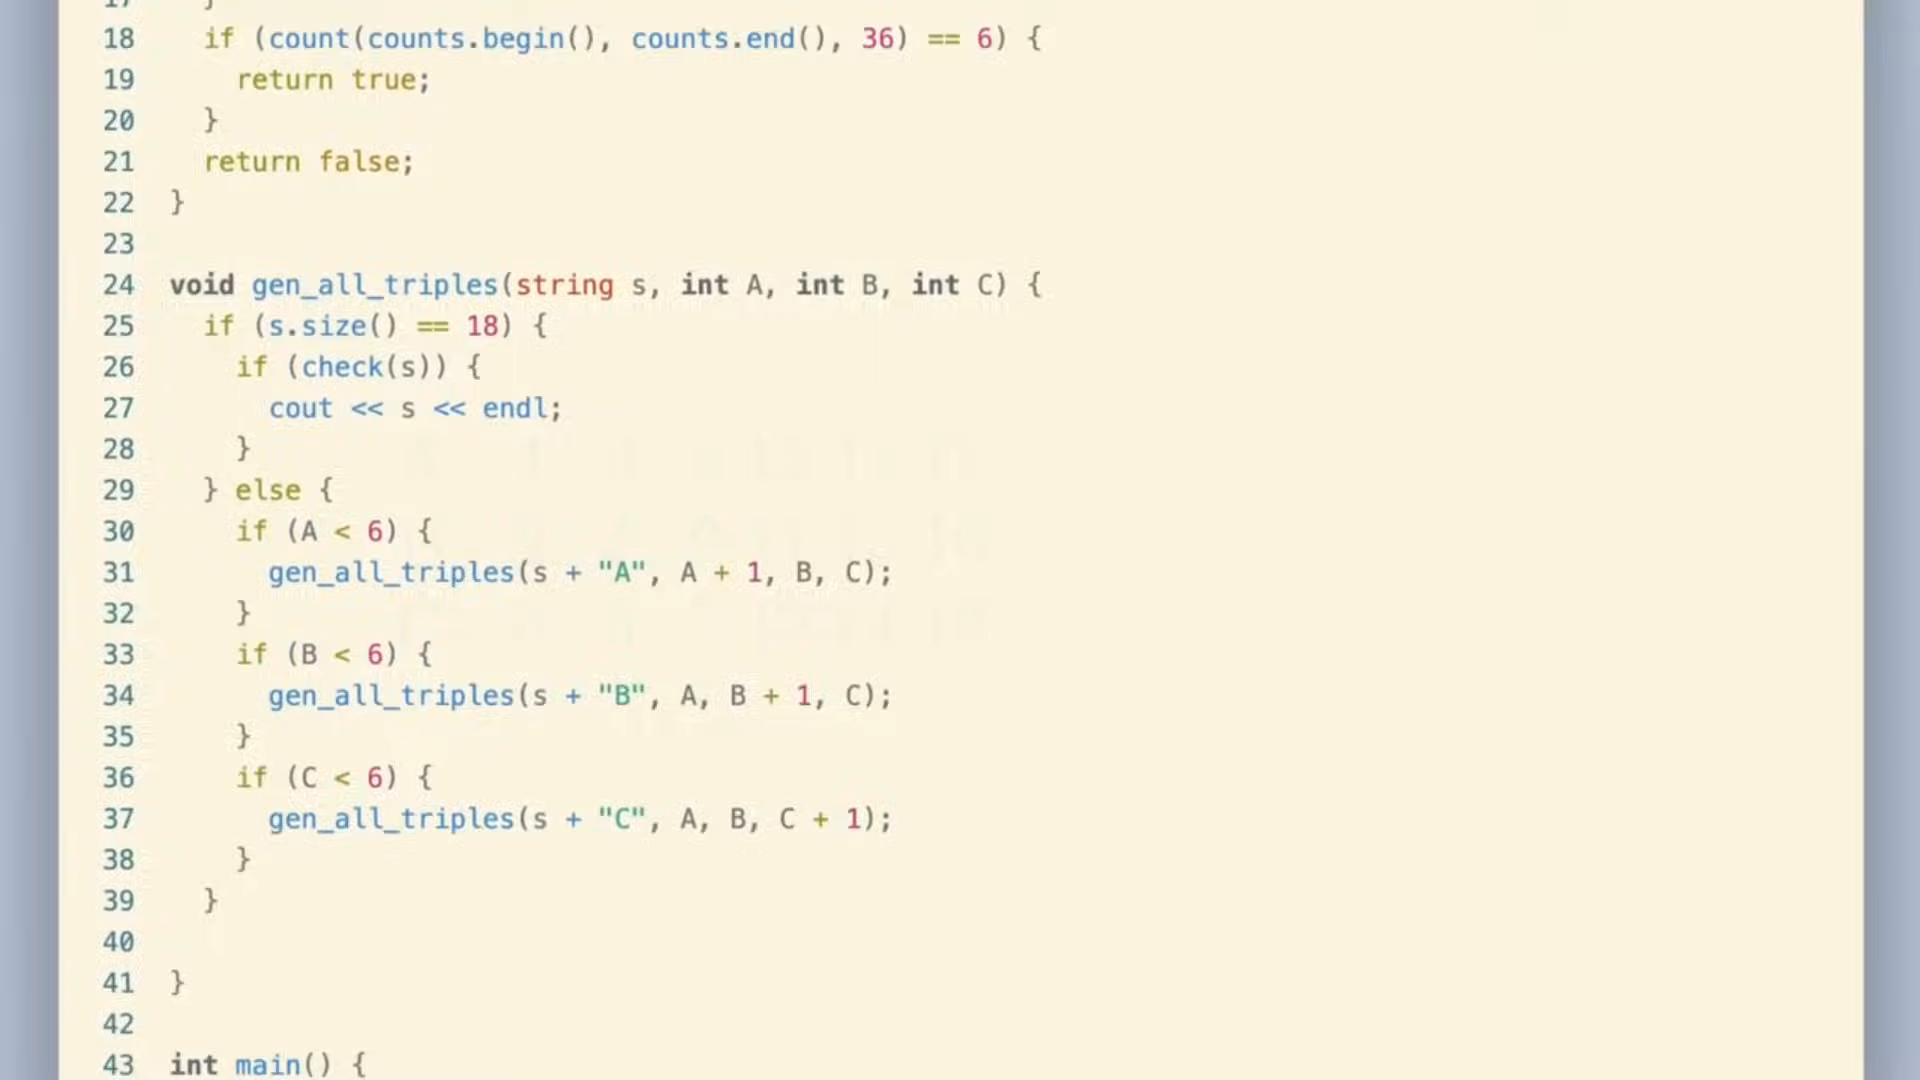 17 }
18 if (count(counts.begin(), counts.end(), 36) == 6) {
19 return true;
20 }
21 return false;
22 }
23
24 void gen_all_triples(string s, int A, int B, int C) {
25 if (s.size() == 18) {
26 if (check(s)) {
27 cout << s << endl;
28 }
29 } else {
30 if (A < 6) {
31 gen_all_triples(s + "A", A + 1, B, C);
32 }
33 if (B < 6) {
34 gen_all_triples(s + "B", A, B + 1, C);
35 }
36 if (C < 6) {
37 gen_all_triples(s + "C", A, B, C + 1);
38 }
39 }
40
41 }
42
43 int main() {